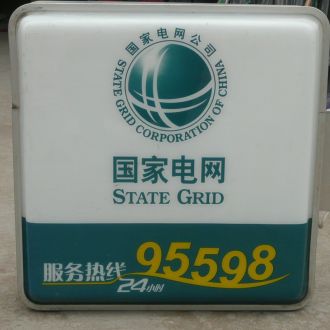 国家电网公司
STATE GRID CORPORATION OF CHINA
国家电网
STATE GRID
服务热线 95598
24小时